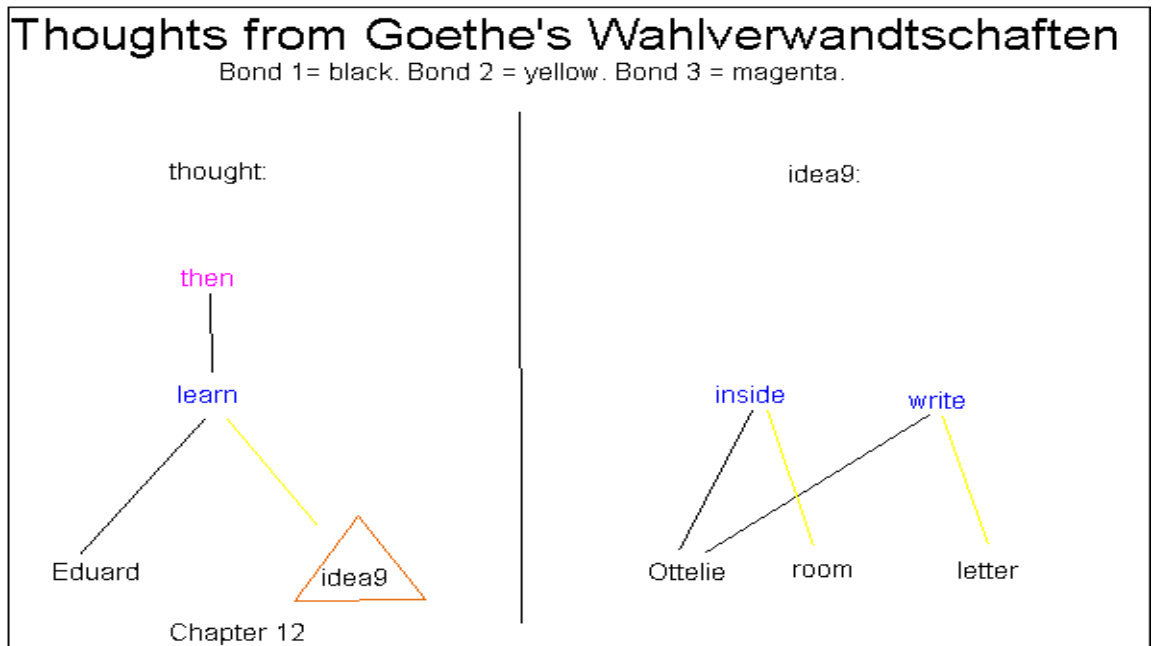 Thoughts from Goethe's Wahlverwandtschaften
Bond 1= black. Bond 2 = yellow. Bond 3 = magenta.
thought:
then
learn
Eduard
idea9
Chapter 12
idea9:
inside
write
Ottelie
room
letter